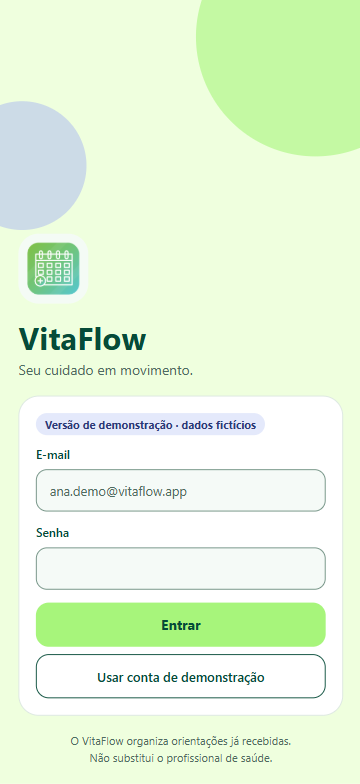 VitaFlow
Seu cuidado em movimento.
Versão de demonstração · dados fictícios
E-mail
ana.demo@vitaflow.app
Senha
Entrar
Usar conta de demonstração
O VitaFlow organiza orientações já recebidas.
Não substitui o profissional de saúde.